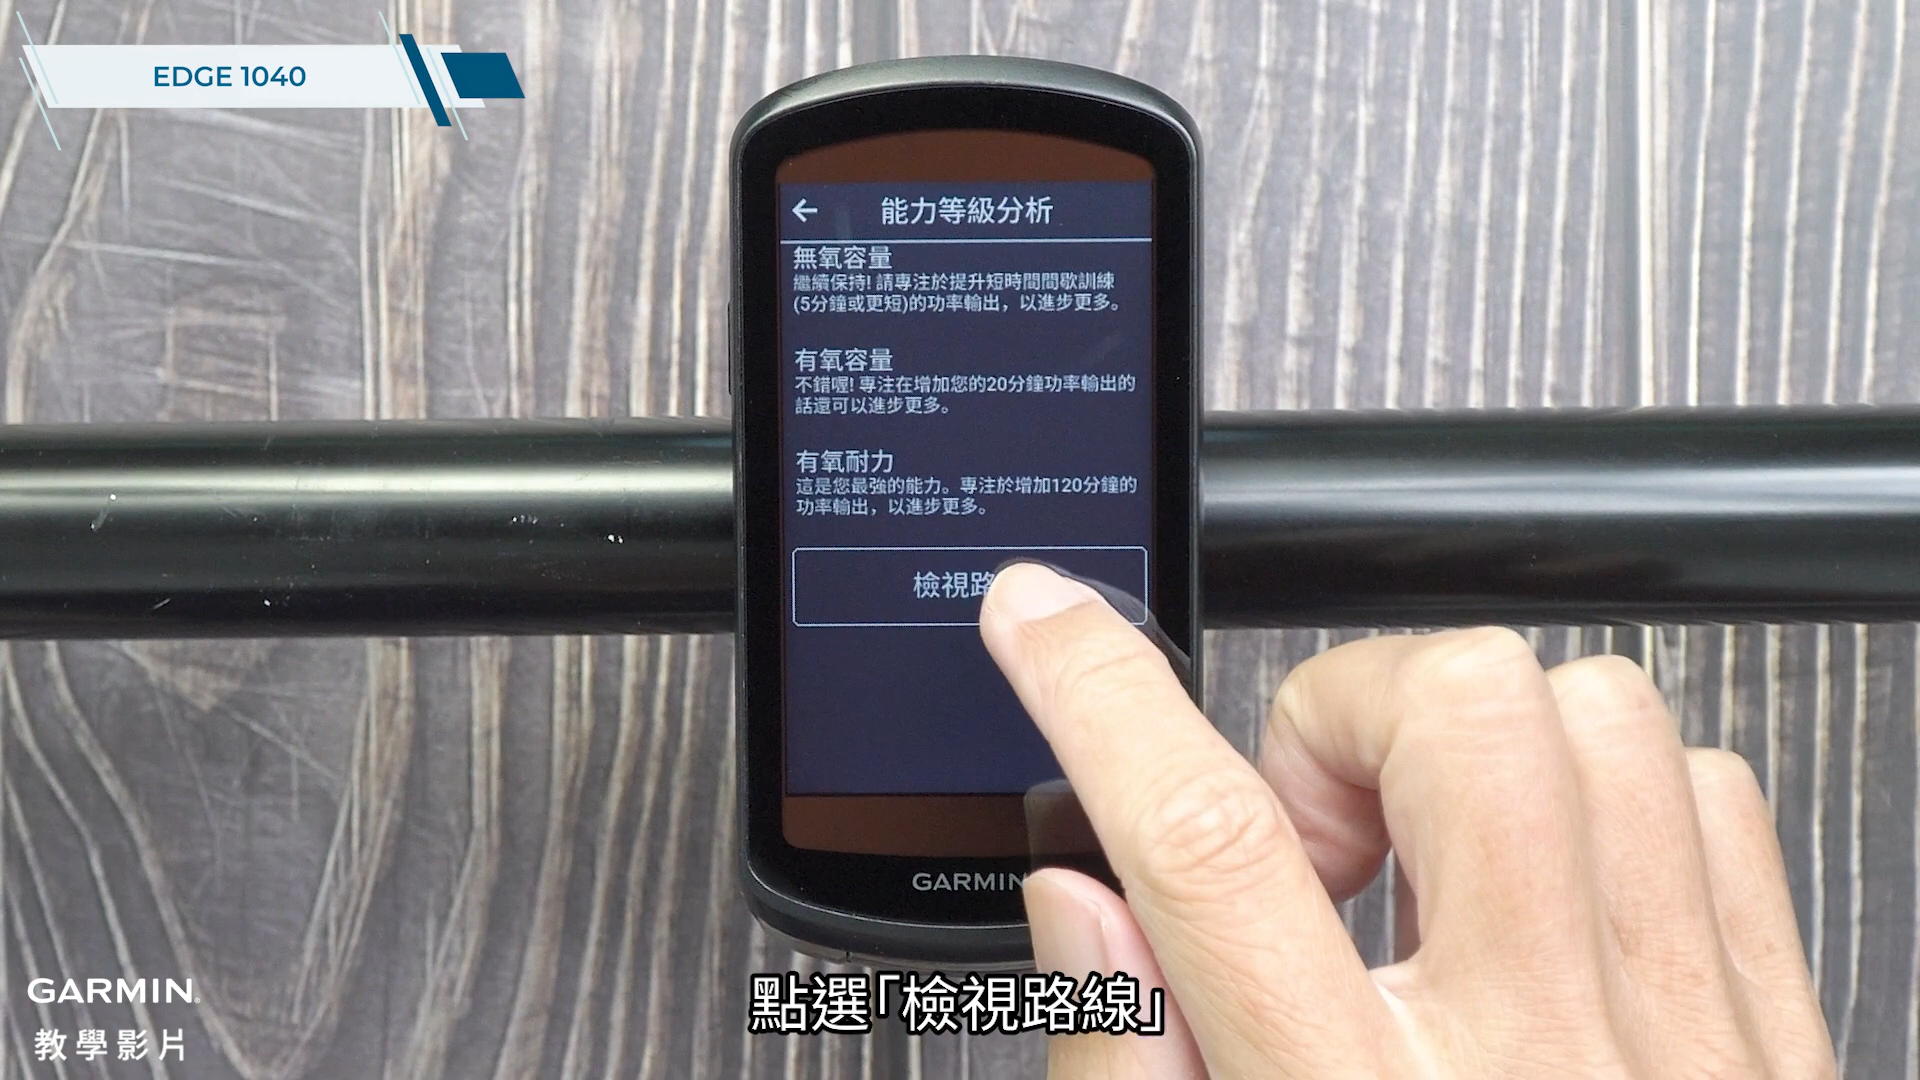 EDGE 1040
能力等級分析
無氧容量
繼續保持! 請專注於提升短時間間歇訓練
(5分鐘或更短)的功率輸出，以進步更多。
有氧容量
不錯喔! 專注在增加您的20分鐘功率輸出的
話還可以進步更多。
有氧耐力
這是您最強的能力。專注於增加120分鐘的
功率輸出，以進步更多。
檢視路
GARMIN
點選「檢視路線」
GARMIN
教學影片